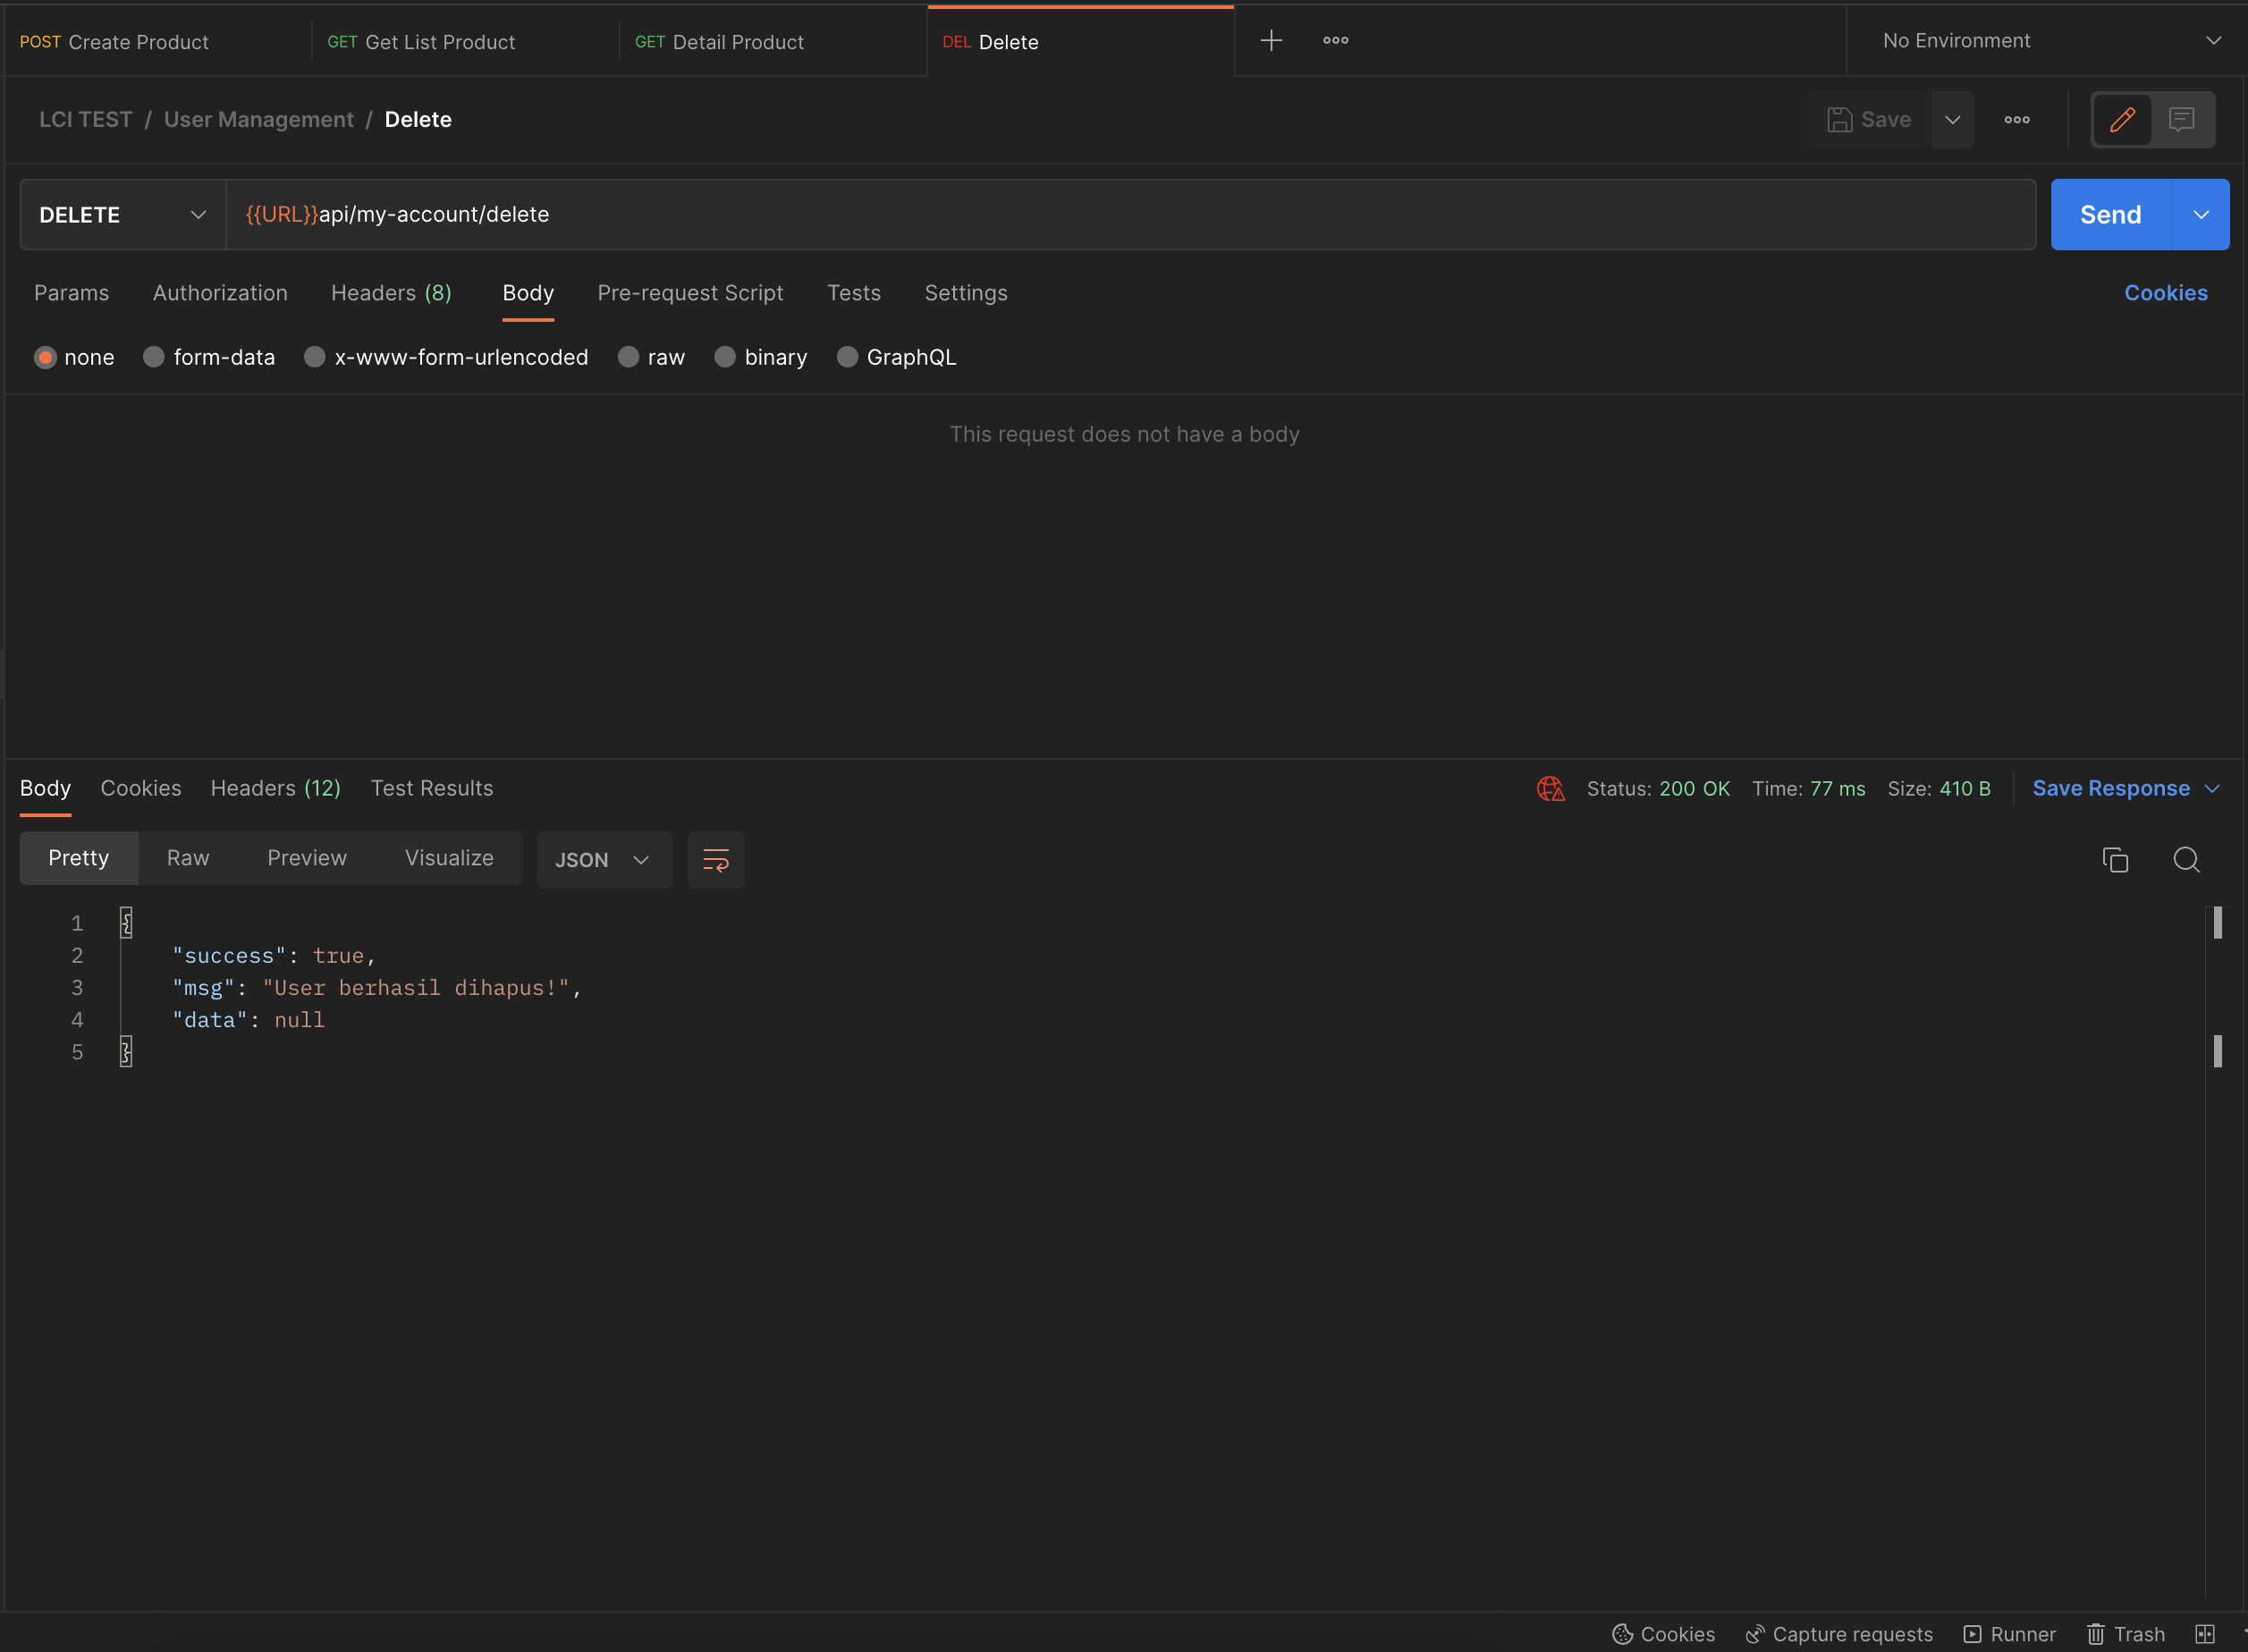 POST Create Product
GET Get List Product
GET Detail Product
DEL Delete
No Environment
LCI TEST / User Management / Delete
Save
DELETE
{{URL}}api/my-account/delete
Send
Params Authorization Headers (8) Body Pre-request Script Tests Settings
Cookies
none form-data x-www-form-urlencoded raw binary GraphQL
This request does not have a body
Body Cookies Headers (12) Test Results
Status: 200 OK Time: 77 ms Size: 410 B
Save Response
Pretty Raw Preview Visualize JSON
1 {
2 "success": true,
3 "msg": "User berhasil dihapus!",
4 "data": null
5 }
Cookies Capture requests Runner Trash